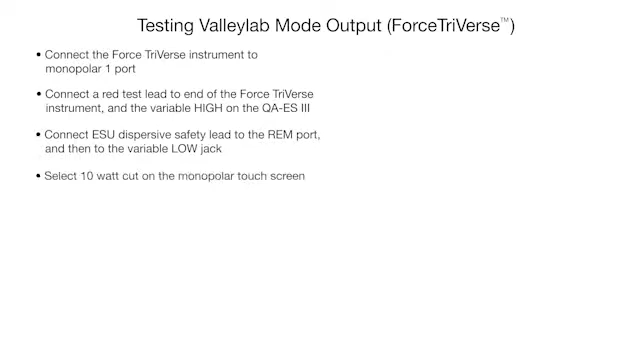 Testing Valleylab Mode Output (ForceTriVerse™)
• Connect the Force TriVerse instrument to
monopolar 1 port
• Connect a red test lead to end of the Force TriVerse
instrument, and the variable HIGH on the QA-ES III
• Connect ESU dispersive safety lead to the REM port,
and then to the variable LOW jack
• Select 10 watt cut on the monopolar touch screen